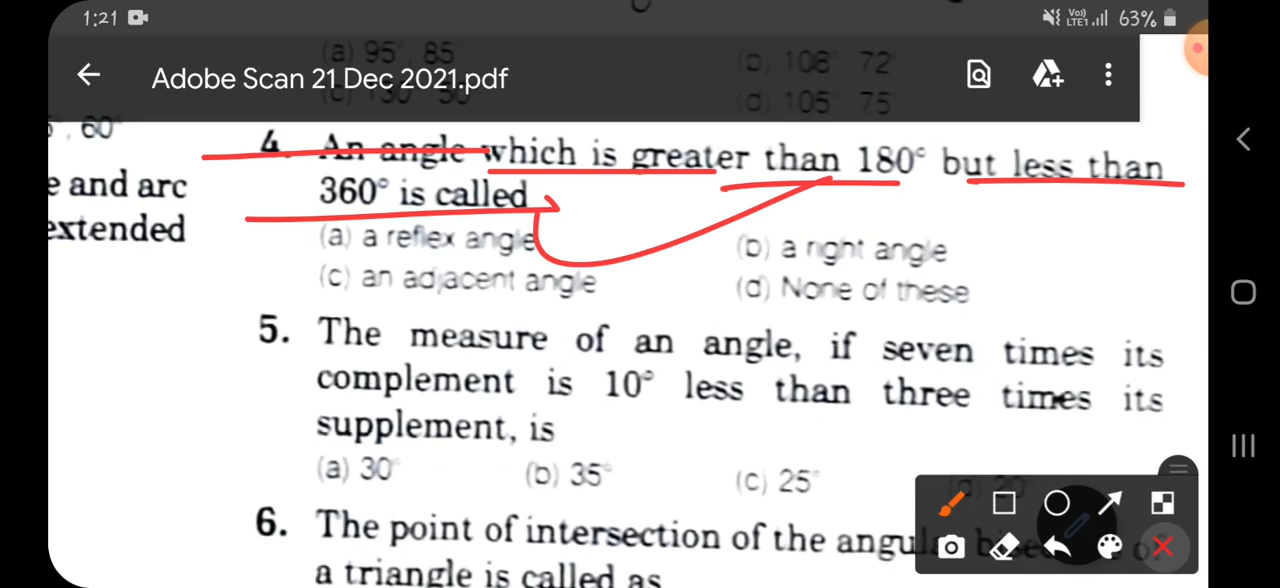 1:21
Vo)) LTE1 63%
Adobe Scan 21 Dec 2021.pdf
(a) 95° 85°
(b) 108° 72°
(d) 105° 75°
, 60°
4. An angle which is greater than 180° but less than
360° is called
e and arc
extended
(a) a reflex angle
(b) a right angle
(c) an adjacent angle
(d) None of these
5. The measure of an angle, if seven times its
complement is 10° less than three times its
supplement, is
(a) 30°
(b) 35°
(c) 25°
(d) 20°
6. The point of intersection of the angul
a triangle is called as